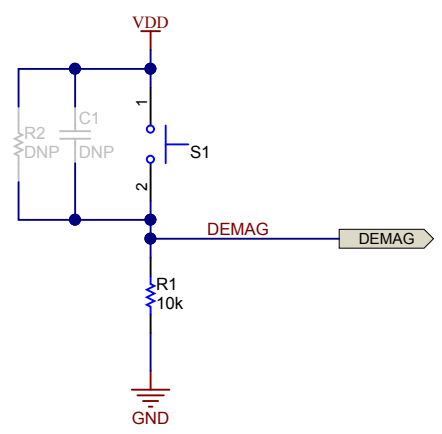 VDD
1
R2
DNP
C1
DNP
S1
2
DEMAG
DEMAG
R1
10k
GND